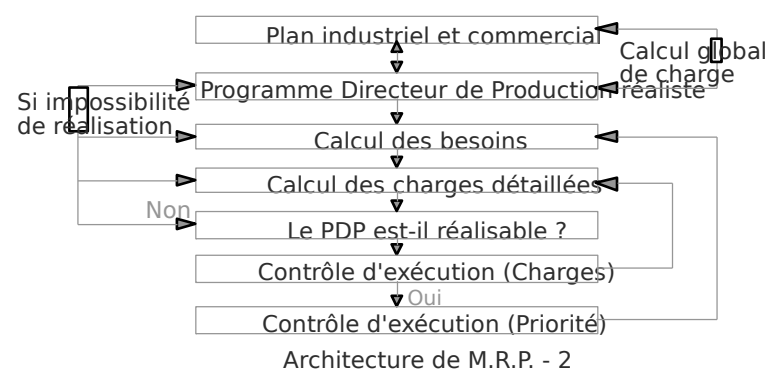 Plan industriel et commercial
Calcul global
de charge
Programme Directeur de Production réaliste
Si impossibilité
de réalisation
Calcul des besoins
Calcul des charges détaillées
Non
Le PDP est-il réalisable ?
Contrôle d'exécution (Charges)
Oui
Contrôle d'exécution (Priorité)
Architecture de M.R.P. - 2